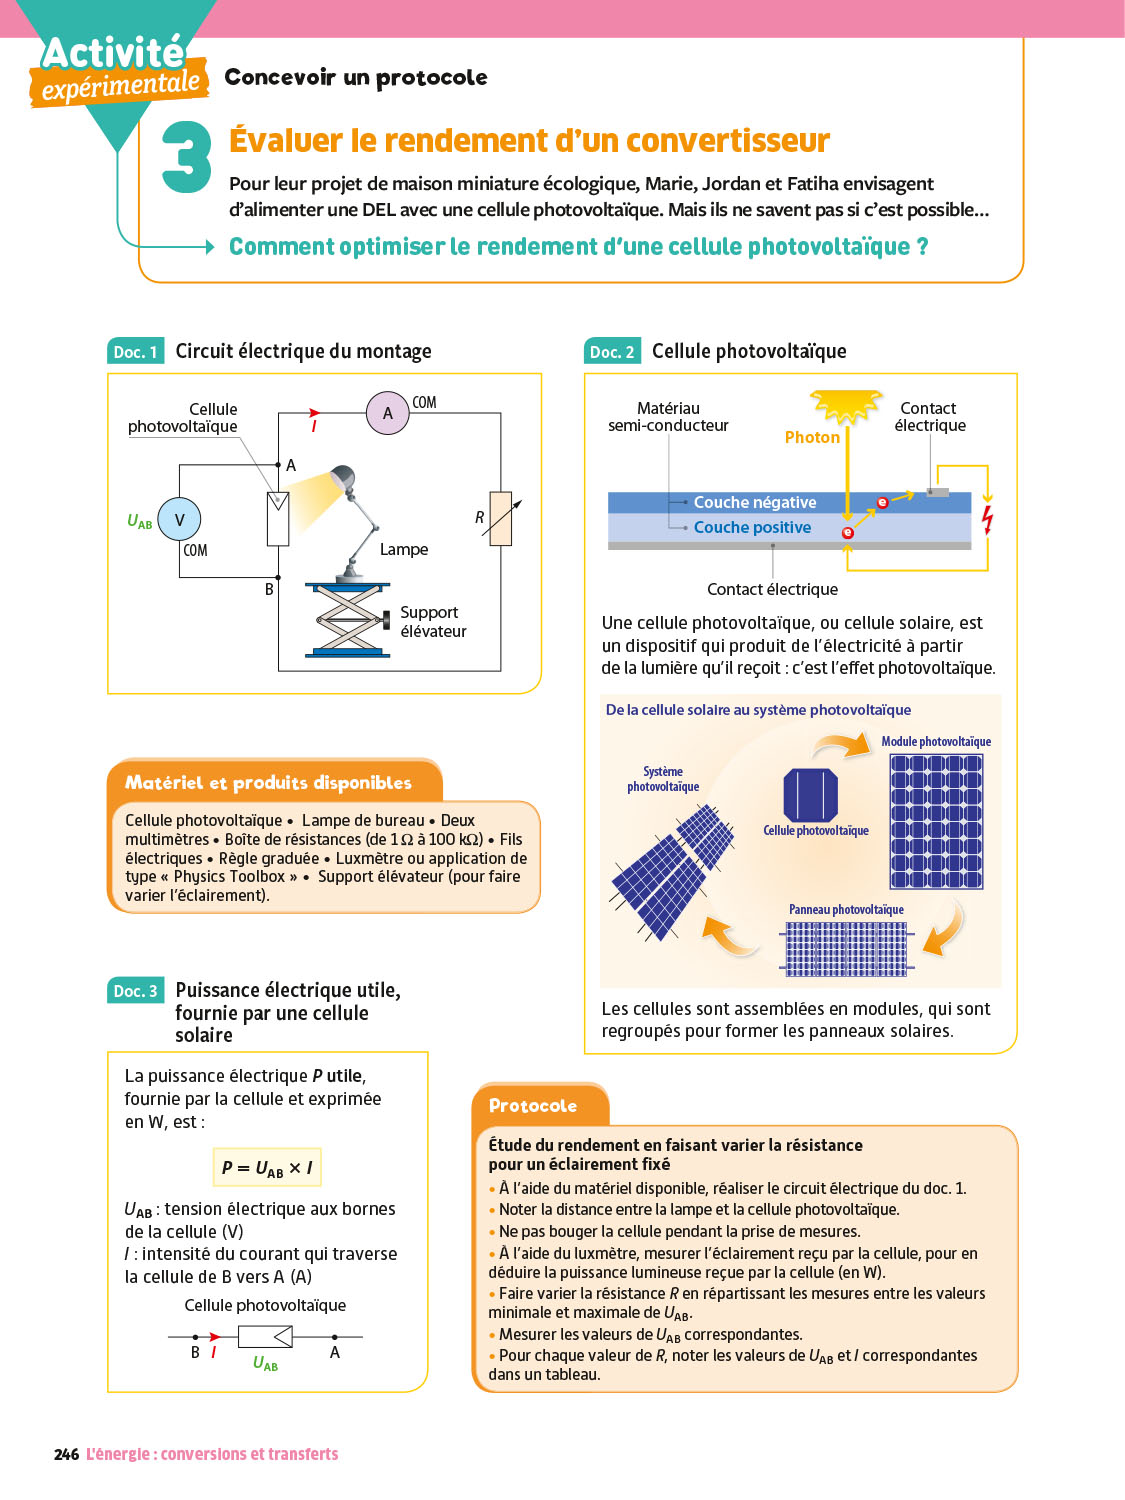 Activité
expérimentale
Concevoir un protocole
3
Évaluer le rendement d'un convertisseur
Pour leur projet de maison miniature écologique, Marie, Jordan et Fatiha envisagent
d'alimenter une DEL avec une cellule photovoltaïque. Mais ils ne savent pas si c'est possible...
Comment optimiser le rendement d'une cellule photovoltaïque ?
Doc. 1 Circuit électrique du montage
Cellule
photovoltaïque
I
A
COM
A
UAB
V
COM
B
Lampe
R
Support
élévateur
Matériel et produits disponibles
Cellule photovoltaïque • Lampe de bureau • Deux
multimètres • Boîte de résistances (de 1 Ω à 100 kΩ) • Fils
électriques • Règle graduée • Luxmètre ou application de
type « Physics Toolbox » • Support élévateur (pour faire
varier l'éclairement).
Doc. 2 Cellule photovoltaïque
Matériau
semi-conducteur
Photon
Contact
électrique
Couche négative
Couche positive
e
e
Contact électrique
Une cellule photovoltaïque, ou cellule solaire, est
un dispositif qui produit de l'électricité à partir
de la lumière qu'il reçoit : c'est l'effet photovoltaïque.
De la cellule solaire au système photovoltaïque
Système
photovoltaïque
Cellule photovoltaïque
Module photovoltaïque
Panneau photovoltaïque
Les cellules sont assemblées en modules, qui sont
regroupés pour former les panneaux solaires.
Doc. 3 Puissance électrique utile,
fournie par une cellule
solaire
La puissance électrique P utile,
fournie par la cellule et exprimée
en W, est :
P = UAB × I
UAB : tension électrique aux bornes
de la cellule (V)
I : intensité du courant qui traverse
la cellule de B vers A (A)
Cellule photovoltaïque
B I
UAB
A
Protocole
Étude du rendement en faisant varier la résistance
pour un éclairement fixé
• À l'aide du matériel disponible, réaliser le circuit électrique du doc. 1.
• Noter la distance entre la lampe et la cellule photovoltaïque.
• Ne pas bouger la cellule pendant la prise de mesures.
• À l'aide du luxmètre, mesurer l'éclairement reçu par la cellule, pour en
déduire la puissance lumineuse reçue par la cellule (en W).
• Faire varier la résistance R en répartissant les mesures entre les valeurs
minimale et maximale de UAB.
• Mesurer les valeurs de UAB correspondantes.
• Pour chaque valeur de R, noter les valeurs de UAB et I correspondantes
dans un tableau.
246 L'énergie : conversions et transferts